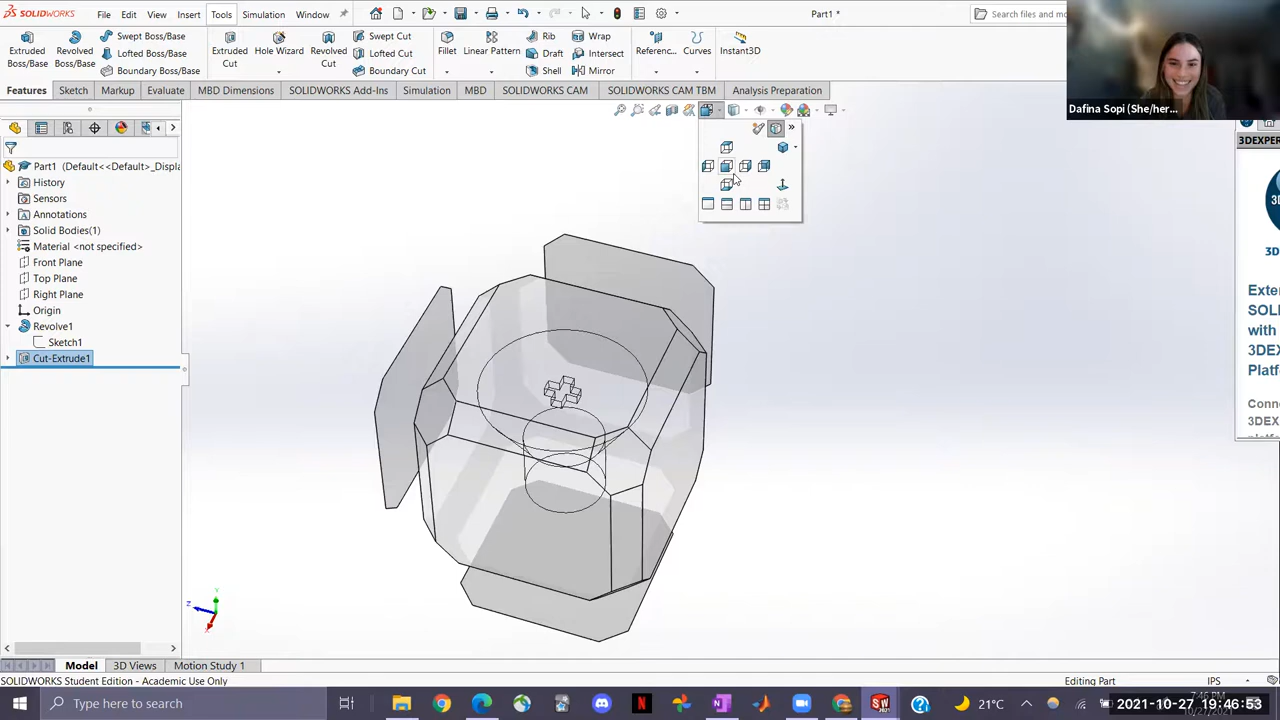 SOLIDWORKS
File
Edit
View
Insert
Tools
Simulation
Window
Part1 *
Search files and mo
Extruded Boss/Base
Revolved Boss/Base
Swept Boss/Base
Lofted Boss/Base
Boundary Boss/Base
Extruded Cut
Hole Wizard
Revolved Cut
Swept Cut
Lofted Cut
Boundary Cut
Fillet
Linear Pattern
Rib
Draft
Shell
Wrap
Intersect
Mirror
Referenc...
Curves
Instant3D
Dafina Sopi (She/her...
Features
Sketch
Markup
Evaluate
MBD Dimensions
SOLIDWORKS Add-Ins
Simulation
MBD
SOLIDWORKS CAM
SOLIDWORKS CAM TBM
Analysis Preparation
3DEXPER
Part1 (Default<<Default>_Displa
History
Sensors
Annotations
Solid Bodies(1)
Material <not specified>
Front Plane
Top Plane
Right Plane
Origin
Revolve1
Sketch1
Cut-Extrude1
3D
3D
Exter
SOLI
with
3DEX
Platf
Conn
3DEX
Y
Z
X
Model
3D Views
Motion Study 1
SOLIDWORKS Student Edition - Academic Use Only
Editing Part
IPS
Type here to search
21°C
7:46 PM
2021-10-27 19:46:53